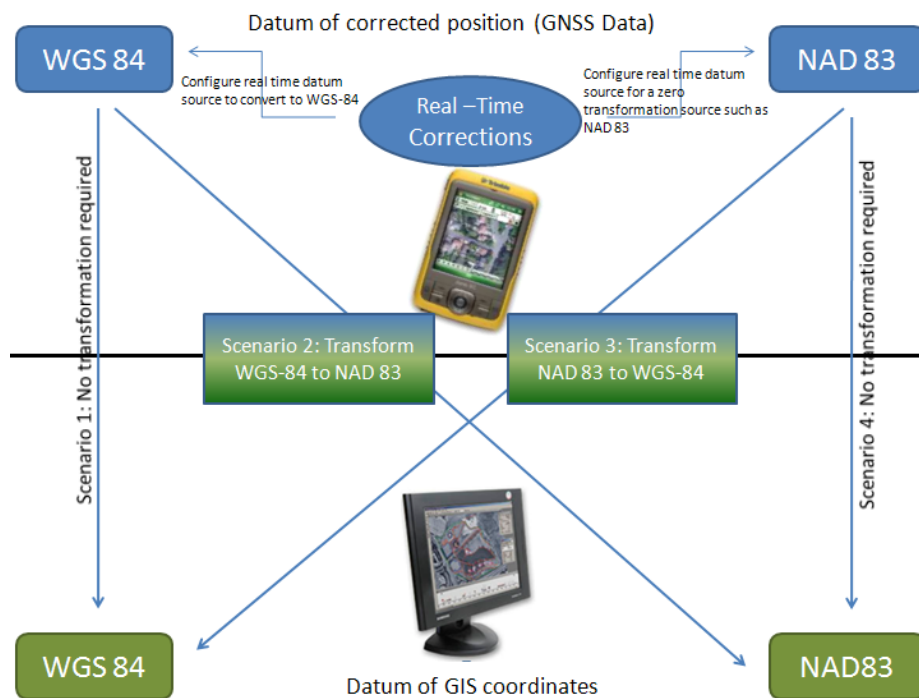 Datum of corrected position (GNSS Data)
WGS 84
NAD 83
Configure real time datum
source to convert to WGS-84
Configure real time datum
source for a zero
transformation source such as
NAD 83
Real –Time
Corrections
Trimble
Scenario 1: No transformation required
Scenario 2: Transform
WGS-84 to NAD 83
Scenario 3: Transform
NAD 83 to WGS-84
Scenario 4: No transformation required
WGS 84
Datum of GIS coordinates
NAD83